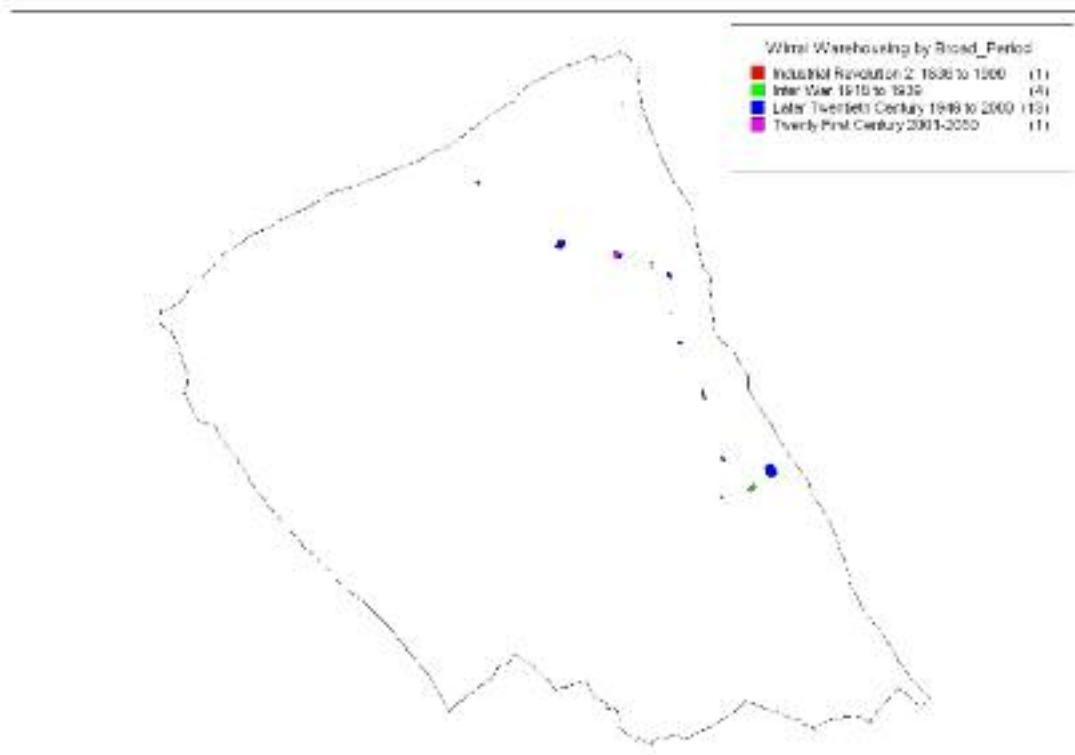 Wirral Warehousing by Broad_Period
Industrial Revolution 2 1836 to 1900 (1)
Inter War 1915 to 1939 (4)
Later Twentieth Century 1946 to 2000 (13)
Twenty First Century 2001-2050 (1)